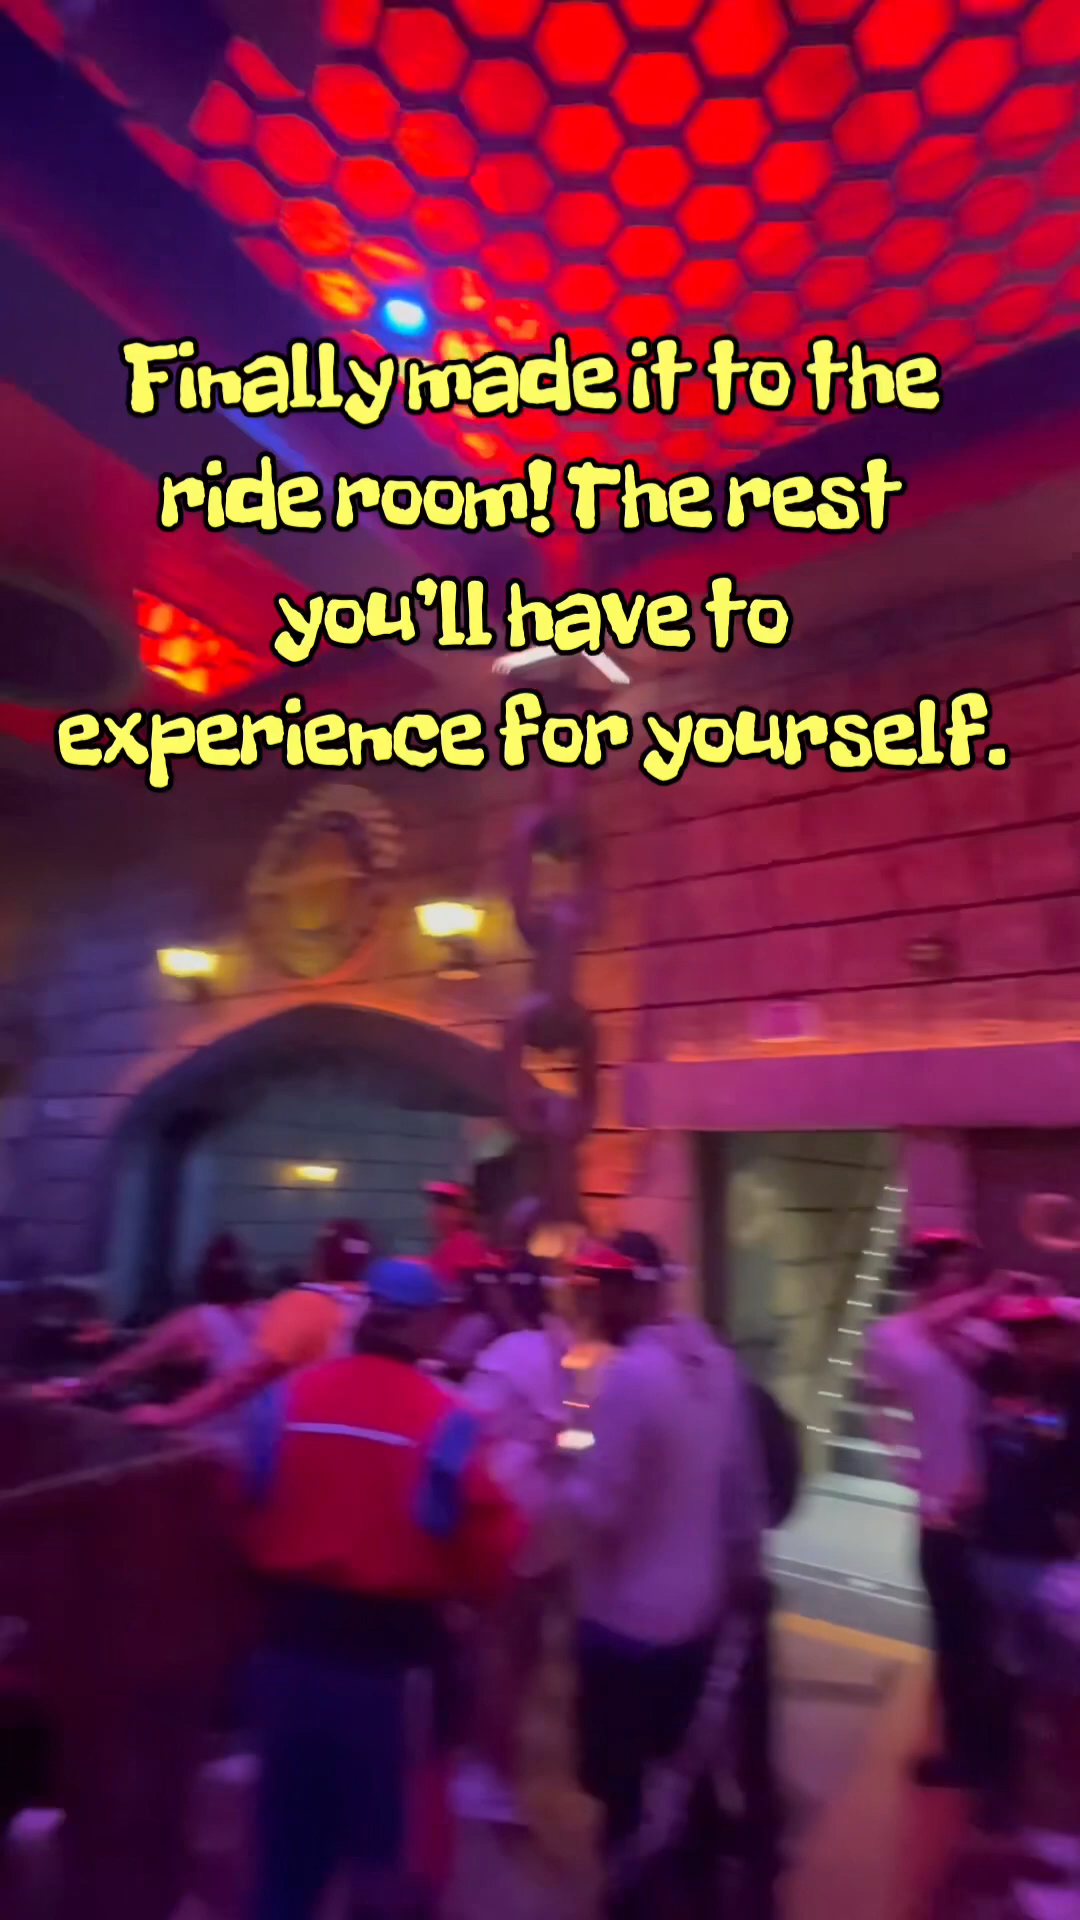 Finally made it to the
ride room! The rest
you'll have to
experience for yourself.